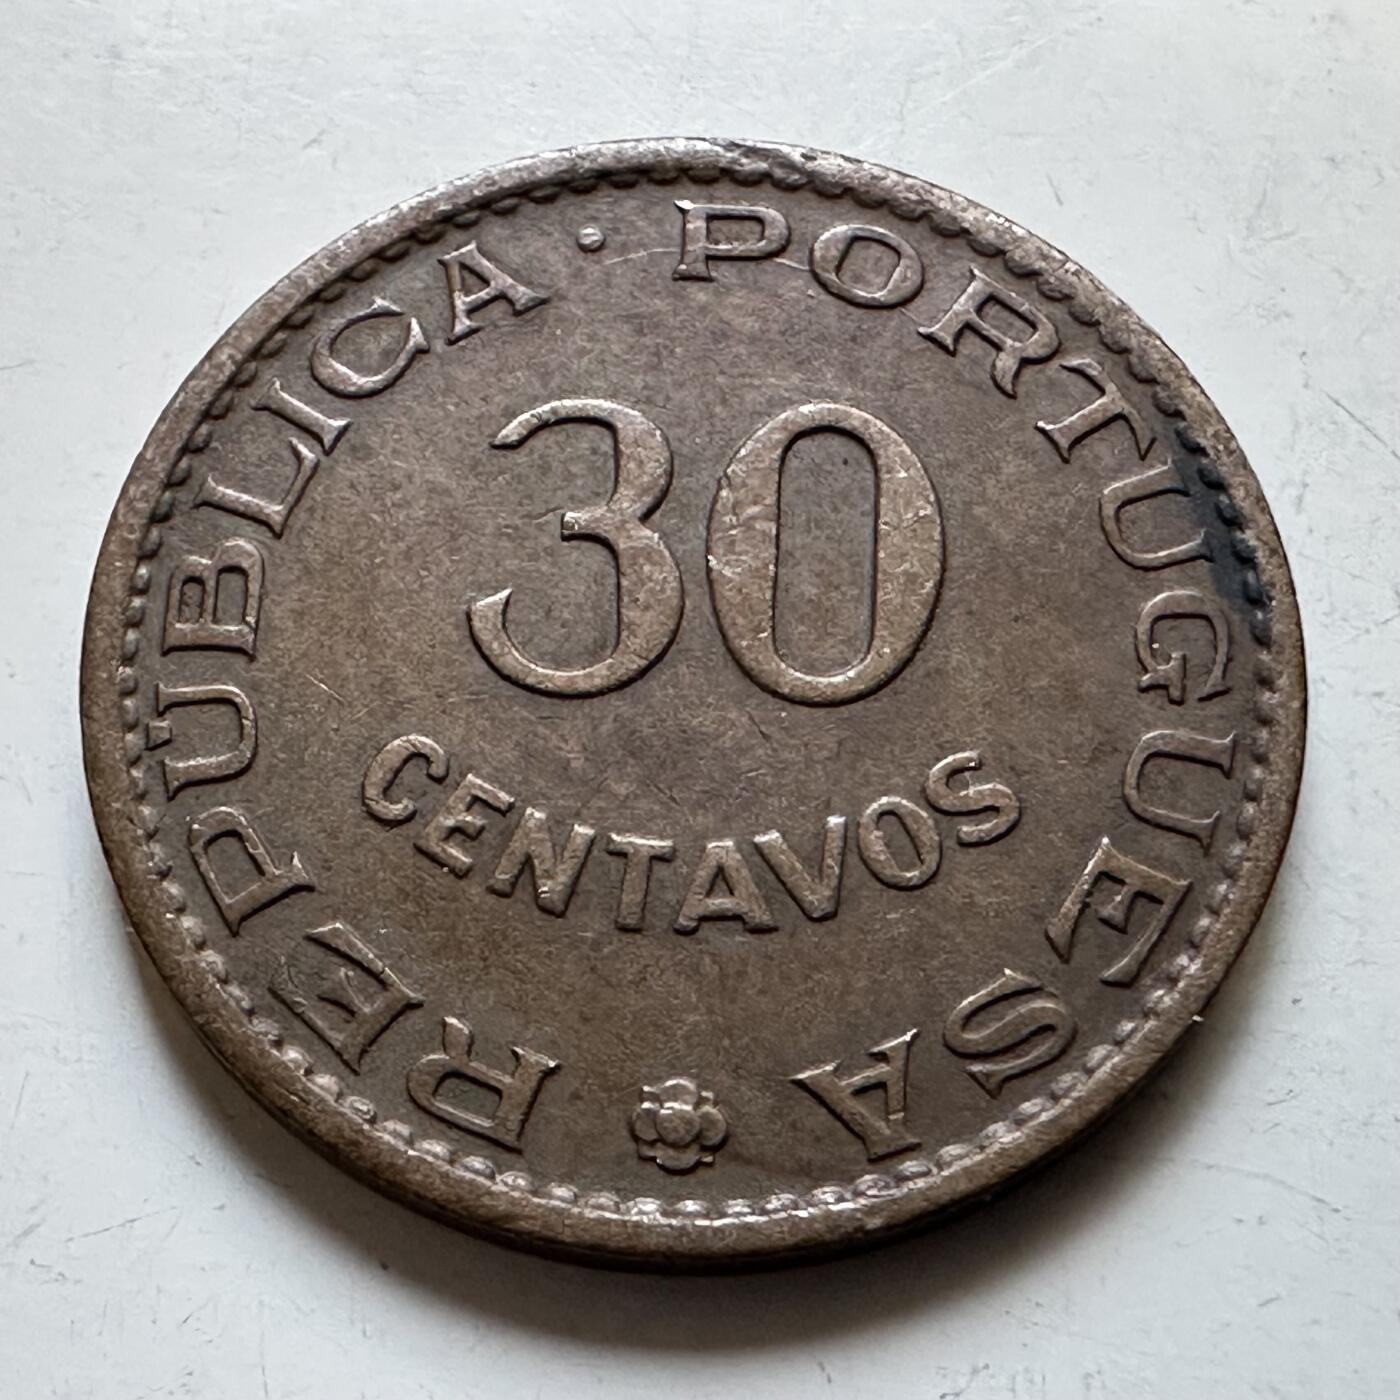 REPÚBLICA · PORTUGUESA
30
CENTAVOS